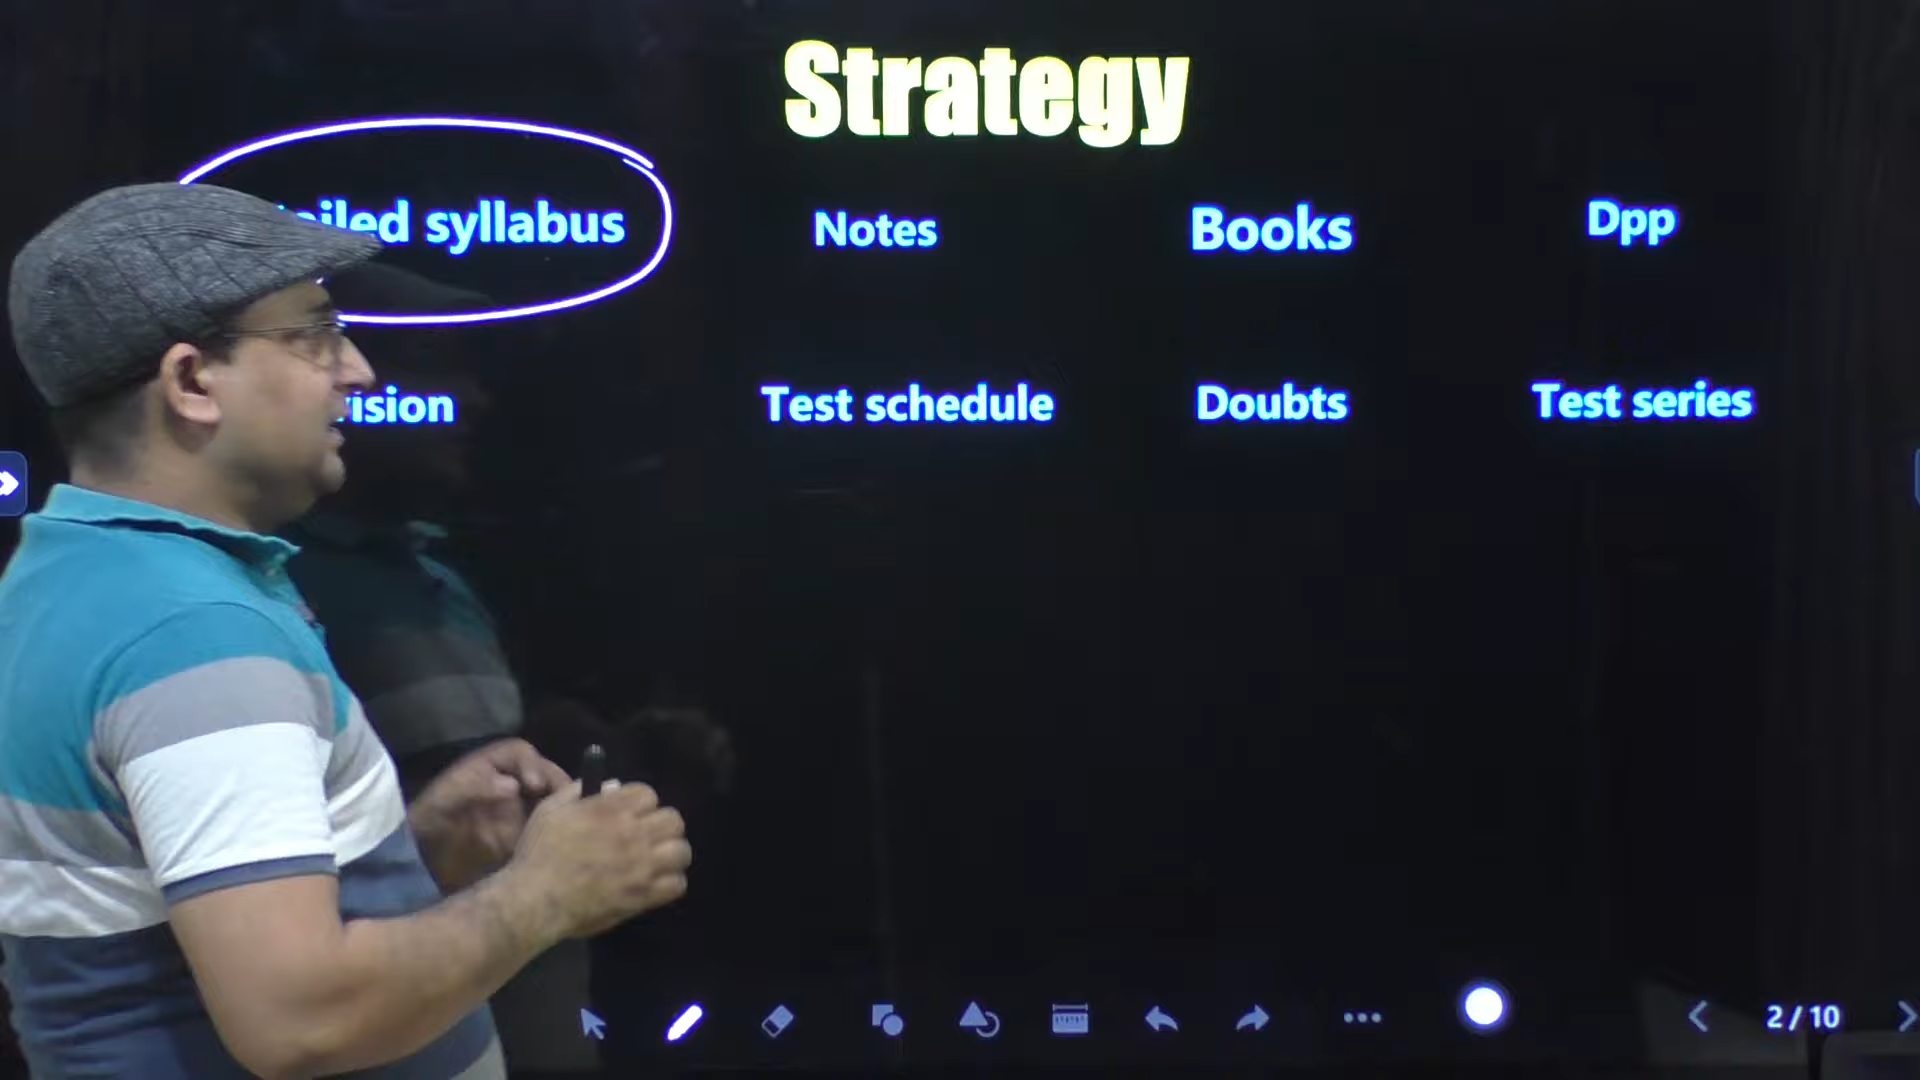 Strategy
syllabus Notes Books Dpp
Test schedule Doubts Test series
2/10